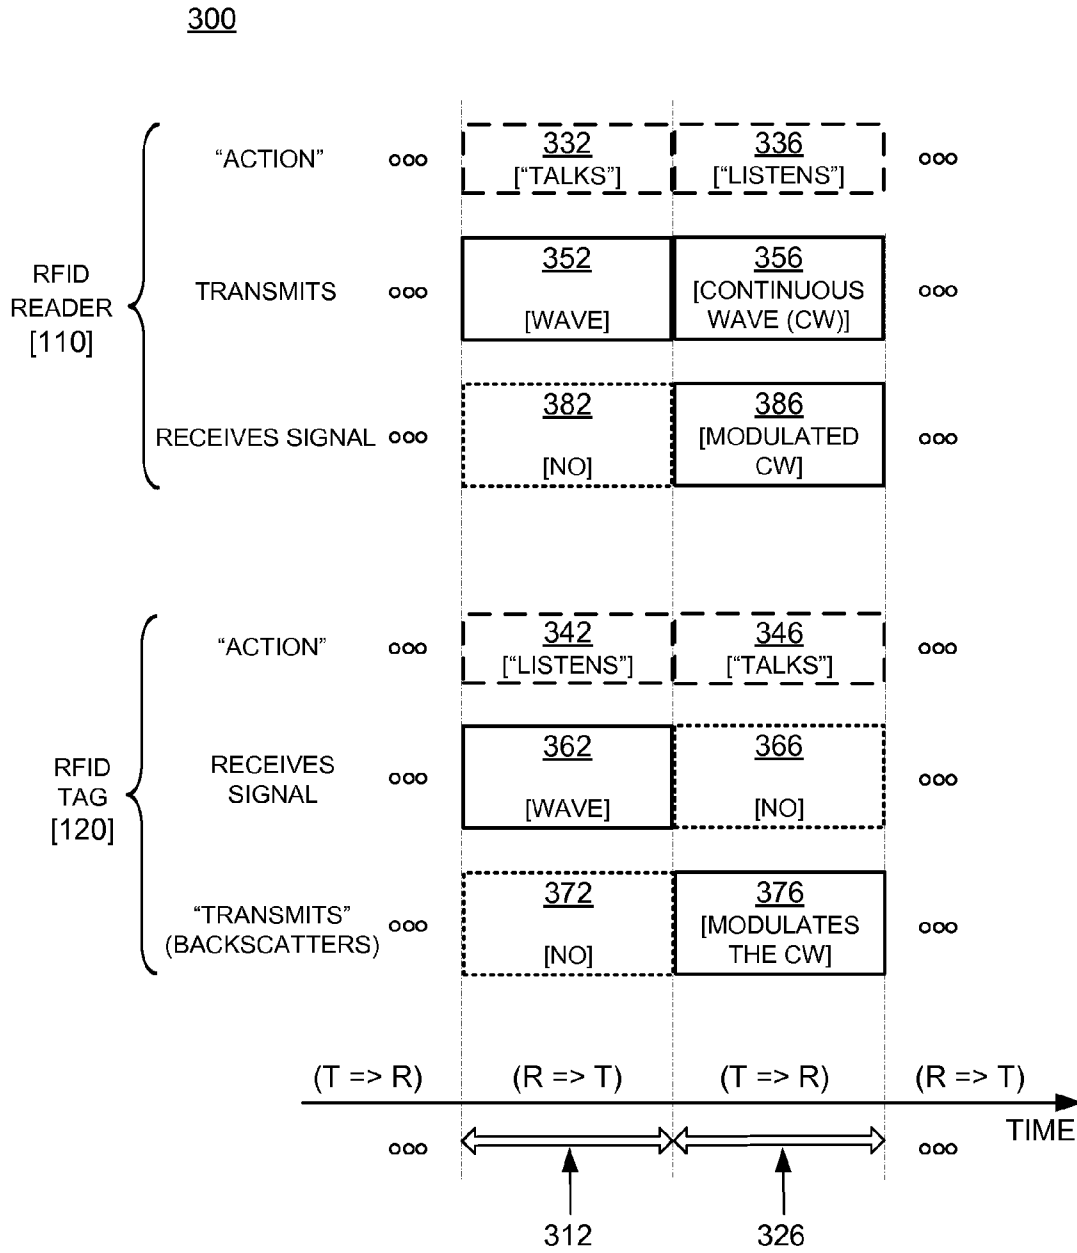 300
RFID
READER
[110]
“ACTION”
ooo
332
[“TALKS”]
336
[“LISTENS”]
ooo
TRANSMITS
ooo
352
[WAVE]
356
[CONTINUOUS
WAVE (CW)]
ooo
RECEIVES SIGNAL
ooo
382
[NO]
386
[MODULATED
CW]
ooo
RFID
TAG
[120]
“ACTION”
ooo
342
[“LISTENS”]
346
[“TALKS”]
ooo
RECEIVES
SIGNAL
ooo
362
[WAVE]
366
[NO]
ooo
“TRANSMITS”
(BACKSCATTERS)
ooo
372
[NO]
376
[MODULATES
THE CW]
ooo
(T => R)
(R => T)
(T => R)
(R => T)
TIME
ooo
ooo
312
326